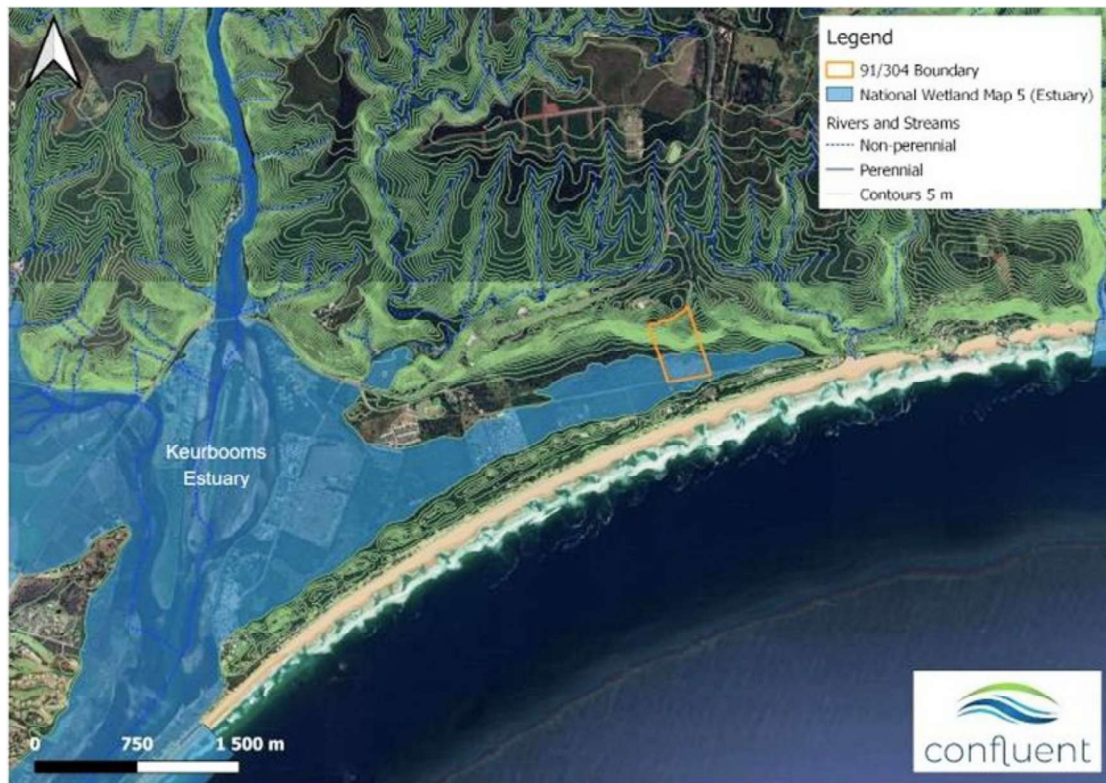 Legend
91/304 Boundary
National Wetland Map 5 (Estuary)
Rivers and Streams
Non-perennial
Perennial
Contours 5 m
Keurbooms
Estuary
0 750 1 500 m
confluent